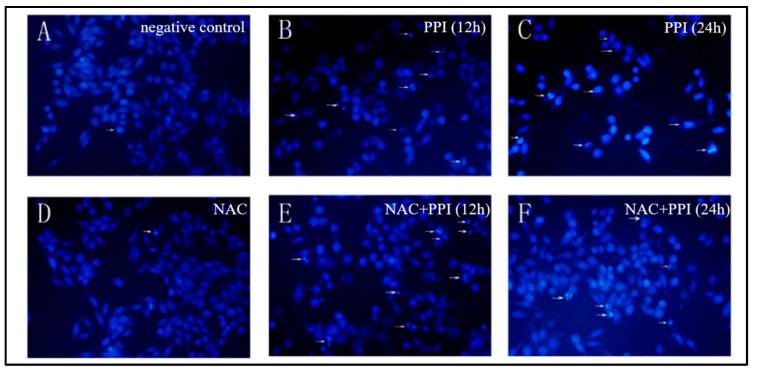 A
negative control
B
PPI (12h)
C
PPI (24h)
D
NAC
E
NAC+PPI (12h)
F
NAC+PPI (24h)